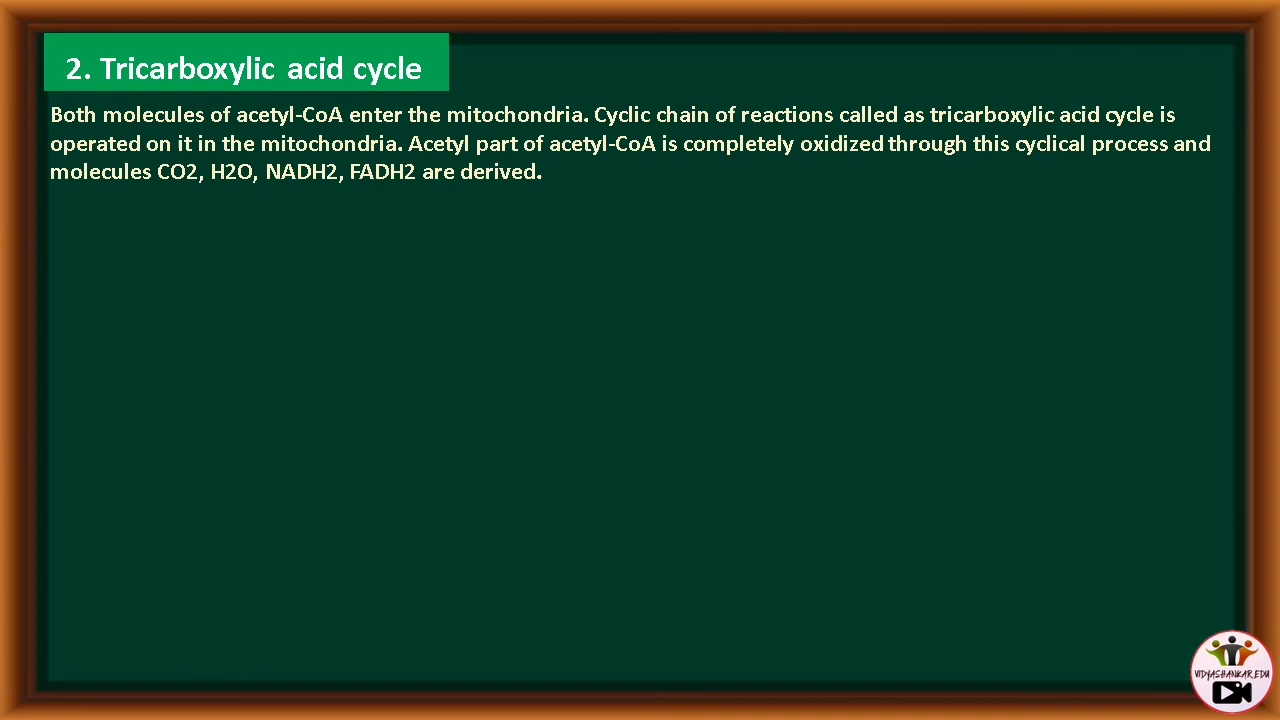 2. Tricarboxylic acid cycle
Both molecules of acetyl-CoA enter the mitochondria. Cyclic chain of reactions called as tricarboxylic acid cycle is
operated on it in the mitochondria. Acetyl part of acetyl-CoA is completely oxidized through this cyclical process and
molecules CO2, H2O, NADH2, FADH2 are derived.
VIDYASHANKAR.EDU